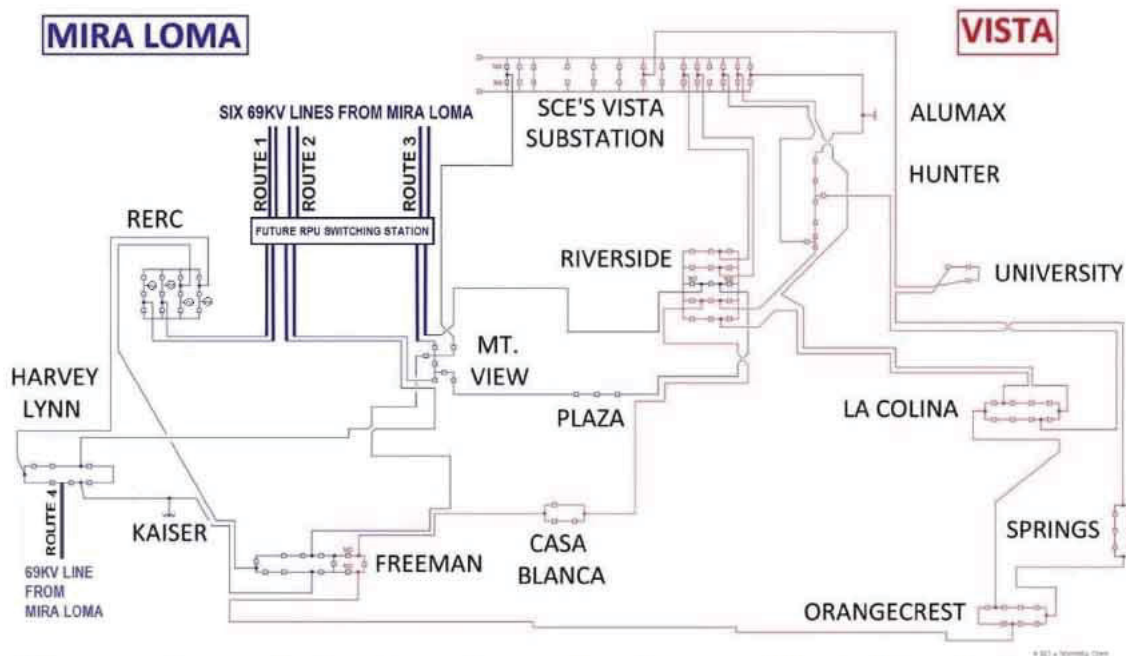 MIRA LOMA
VISTA
SIX 69KV LINES FROM MIRA LOMA
SCE'S VISTA
SUBSTATION
ALUMAX
HUNTER
ROUTE 1
ROUTE 2
ROUTE 3
FUTURE RPU SWITCHING STATION
RERC
RIVERSIDE
UNIVERSITY
MT.
VIEW
HARVEY
LYNN
PLAZA
LA COLINA
ROUTE 4
KAISER
69KV LINE
FROM
MIRA LOMA
FREEMAN
CASA
BLANCA
SPRINGS
ORANGECREST